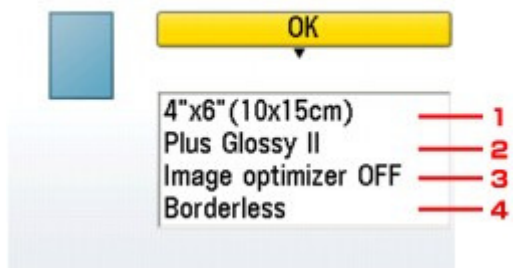 OK
4"x6"(10x15cm) 1
Plus Glossy II 2
Image optimizer OFF 3
Borderless 4